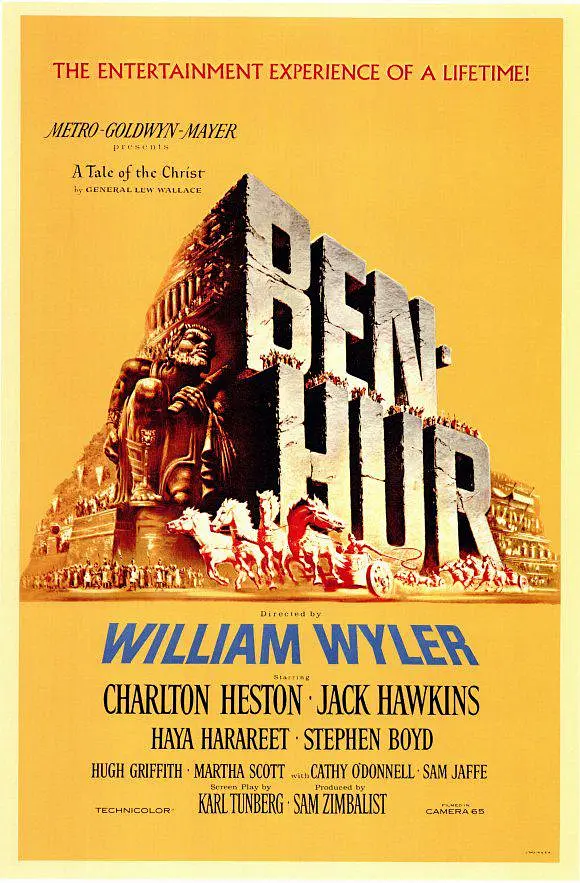 THE ENTERTAINMENT EXPERIENCE OF A LIFETIME!
METRO-GOLDWYN-MAYER
presents
A Tale of the Christ
by GENERAL LEW WALLACE
BEN-
HUR
Directed by
WILLIAM WYLER
Starring
CHARLTON HESTON · JACK HAWKINS
HAYA HARAREET · STEPHEN BOYD
HUGH GRIFFITH · MARTHA SCOTT with CATHY O'DONNELL · SAM JAFFE
Screen Play by
KARL TUNBERG ·
Produced by
SAM ZIMBALIST
TECHNICOLOR®
FILMED IN
CAMERA 65